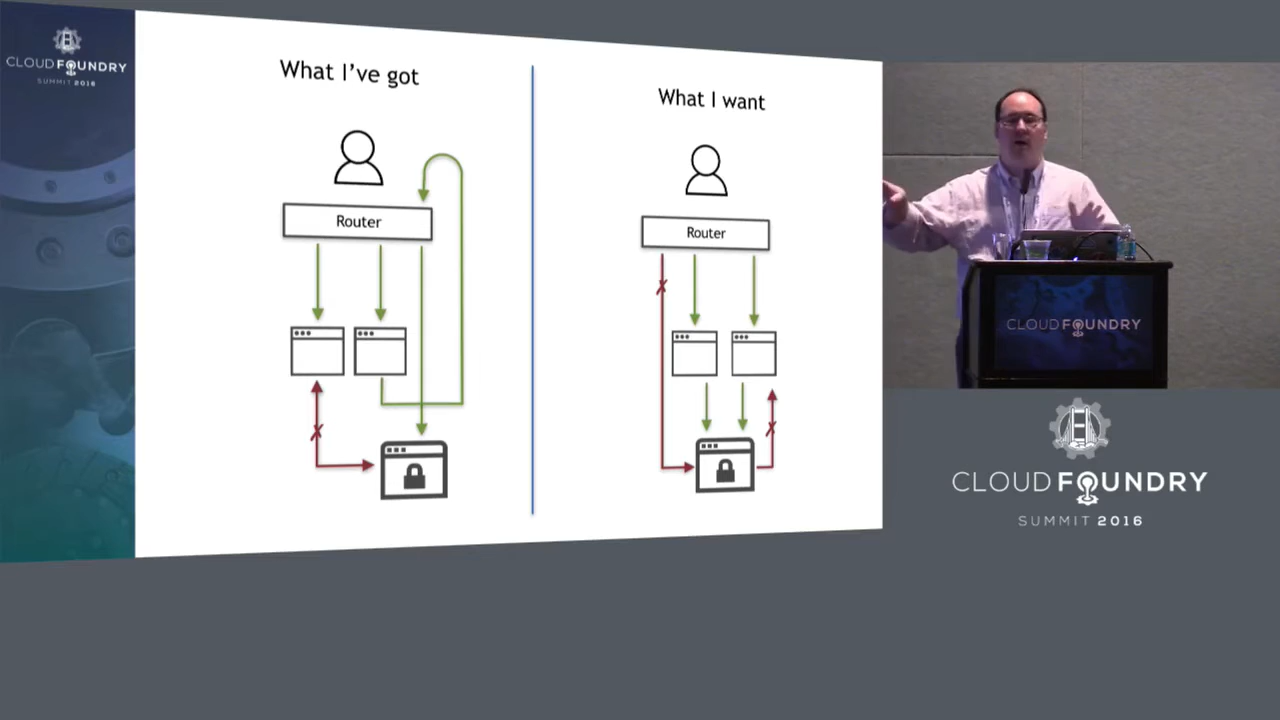 CLOUD FOUNDRY
SUMMIT 2016
What I've got
What I want
Router
Router
CLOUD FOUNDRY
CLOUD FOUNDRY
SUMMIT 2016